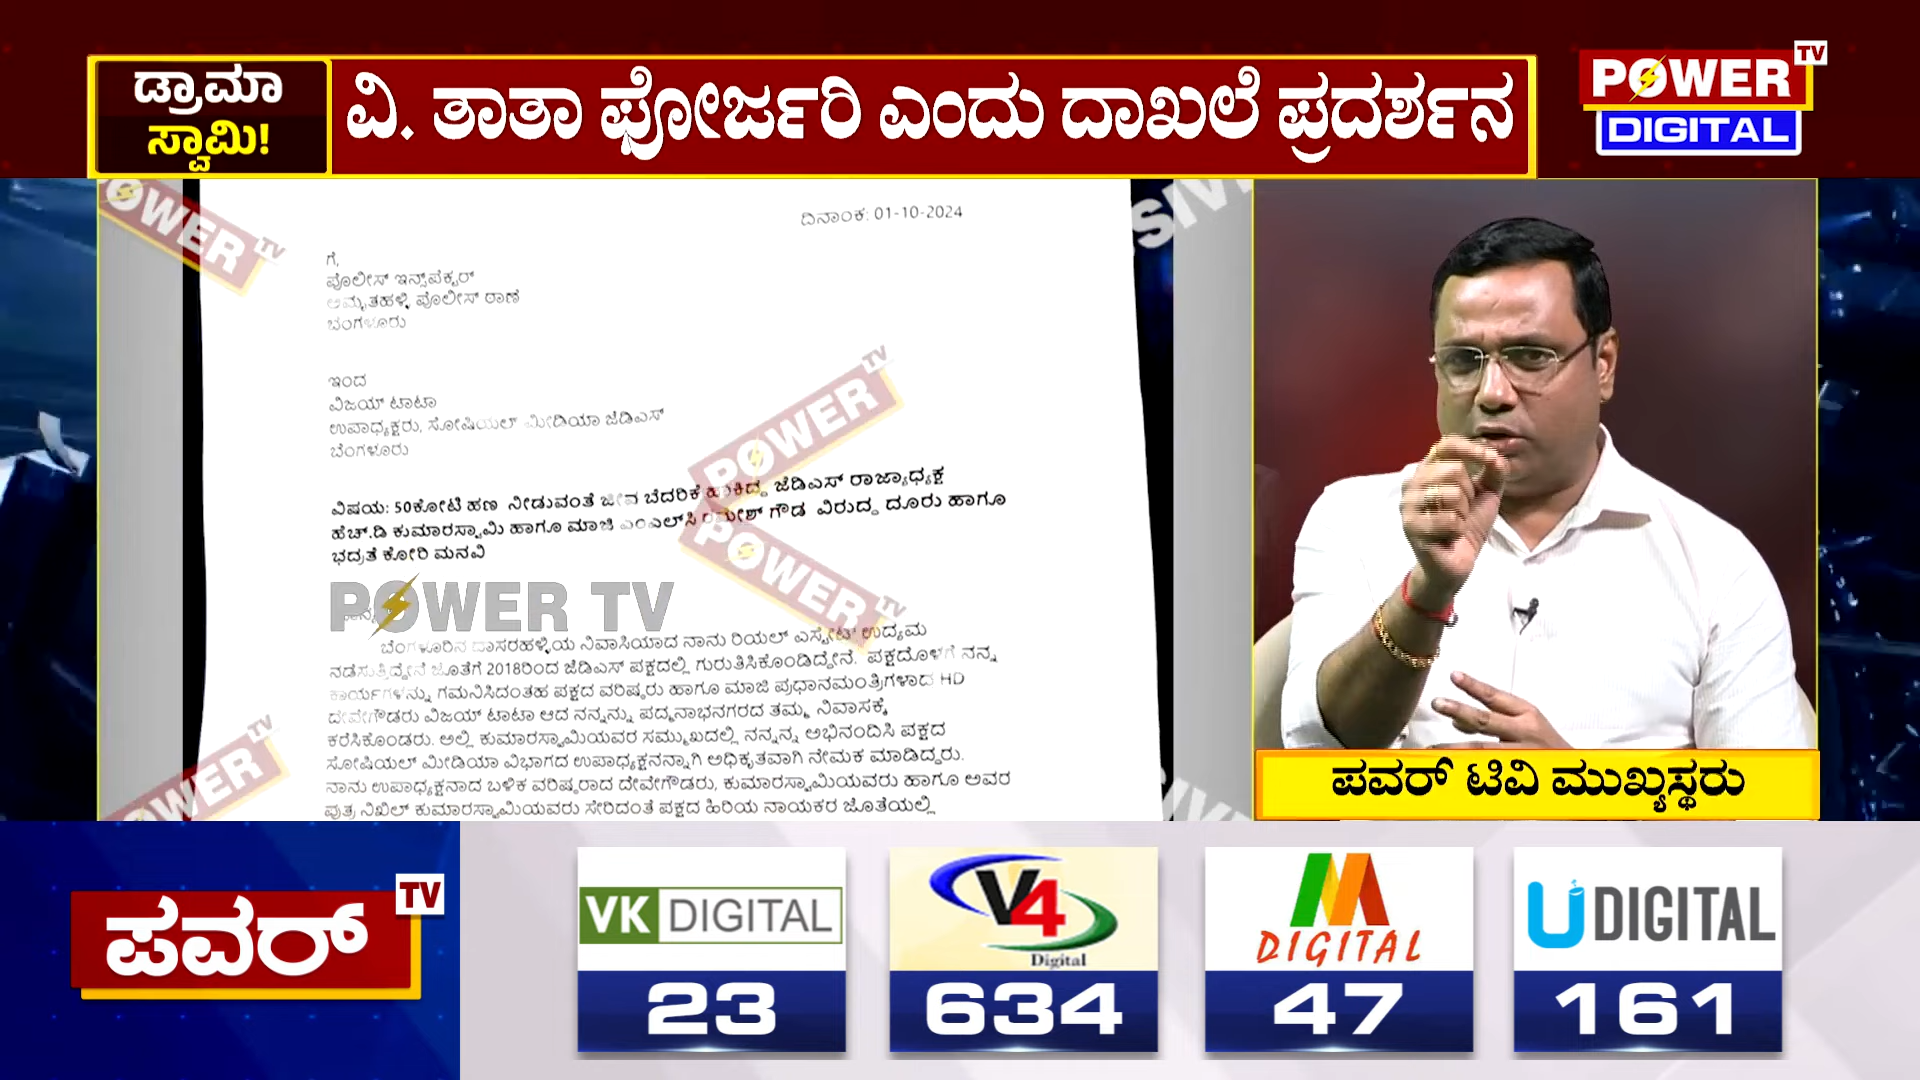 ಡ್ರಾಮಾ
ಸ್ವಾಮಿ!
ವಿ. ತಾತಾ ಫೋರ್ಜರಿ ಎಂದು ದಾಖಲೆ ಪ್ರದರ್ಶನ
POWER TV
DIGITAL
ದಿನಾಂಕ: 01-10-2024
ಗೆ,
ಪೊಲೀಸ್ ಇನ್ಸ್‌ಪೆಕ್ಟರ್
ಅಮೃತಹಳ್ಳಿ ಪೊಲೀಸ್ ಠಾಣೆ
ಬೆಂಗಳೂರು
ಇಂದ
ವಿಜಯ್ ಟಾಟಾ
ಉಪಾಧ್ಯಕ್ಷರು, ಸೋಷಿಯಲ್ ಮೀಡಿಯಾ ಜೆಡಿಎಸ್
ಬೆಂಗಳೂರು
ವಿಷಯ: 50ಕೋಟಿ ಹಣ ನೀಡುವಂತೆ ಜೀವ ಬೆದರಿಕೆ ಹಾಕಿದ್ದ ಜೆಡಿಎಸ್ ರಾಜ್ಯಾಧ್ಯಕ್ಷ
ಹೆಚ್.ಡಿ ಕುಮಾರಸ್ವಾಮಿ ಹಾಗೂ ಮಾಜಿ ಎಂಎಲ್‌ಸಿ ರಮೇಶ್ ಗೌಡ ವಿರುದ್ದ ದೂರು ಹಾಗೂ
ಭದ್ರತೆ ಕೋರಿ ಮನವಿ
POWER TV
ಬೆಂಗಳೂರಿನ ದಾಸರಹಳ್ಳಿಯ ನಿವಾಸಿಯಾದ ನಾನು ರಿಯಲ್ ಎಸ್ಟೇಟ್ ಉದ್ಯಮ
ನಡೆಸುತ್ತಿದ್ದೇನೆ ಜೊತೆಗೆ 2018ರಿಂದ ಜೆಡಿಎಸ್ ಪಕ್ಷದಲ್ಲಿ ಗುರುತಿಸಿಕೊಂಡಿದ್ದೇನೆ. ಪಕ್ಷದೊಳಗೆ ನನ್ನ
ಕಾರ್ಯಗಳನ್ನು ಗಮನಿಸಿದಂತಹ ಪಕ್ಷದ ವರಿಷ್ಠರು ಹಾಗೂ ಮಾಜಿ ಪ್ರಧಾನಮಂತ್ರಿಗಳಾದ HD
ದೇವೇಗೌಡರು ವಿಜಯ್ ಟಾಟಾ ಆದ ನನ್ನನ್ನು ಪದ್ಮನಾಭನಗರದ ತಮ್ಮ ನಿವಾಸಕ್ಕೆ
ಕರೆಸಿಕೊಂಡರು. ಅಲ್ಲಿ ಕುಮಾರಸ್ವಾಮಿಯವರ ಸಮ್ಮುಖದಲ್ಲಿ ನನ್ನನ್ನು ಅಭಿನಂದಿಸಿ ಪಕ್ಷದ
ಸೋಷಿಯಲ್ ಮೀಡಿಯಾ ವಿಭಾಗದ ಉಪಾಧ್ಯಕ್ಷನನ್ನಾಗಿ ಅಧಿಕೃತವಾಗಿ ನೇಮಕ ಮಾಡಿದ್ದರು.
ನಾನು ಉಪಾಧ್ಯಕ್ಷನಾದ ಬಳಿಕ ವರಿಷ್ಠರಾದ ದೇವೇಗೌಡರು, ಕುಮಾರಸ್ವಾಮಿಯವರು ಹಾಗೂ ಅವರ
ಪುತ್ರ ನಿಖಿಲ್ ಕುಮಾರಸ್ವಾಮಿಯವರು ಸೇರಿದಂತೆ ಪಕ್ಷದ ಹಿರಿಯ ನಾಯಕರ ಜೊತೆಯಲ್ಲಿ
ಪವರ್ ಟಿವಿ ಮುಖ್ಯಸ್ಥರು
ಪವರ್ TV
VK DIGITAL
V4 Digital
M DIGITAL
U DIGITAL
23
634
47
161